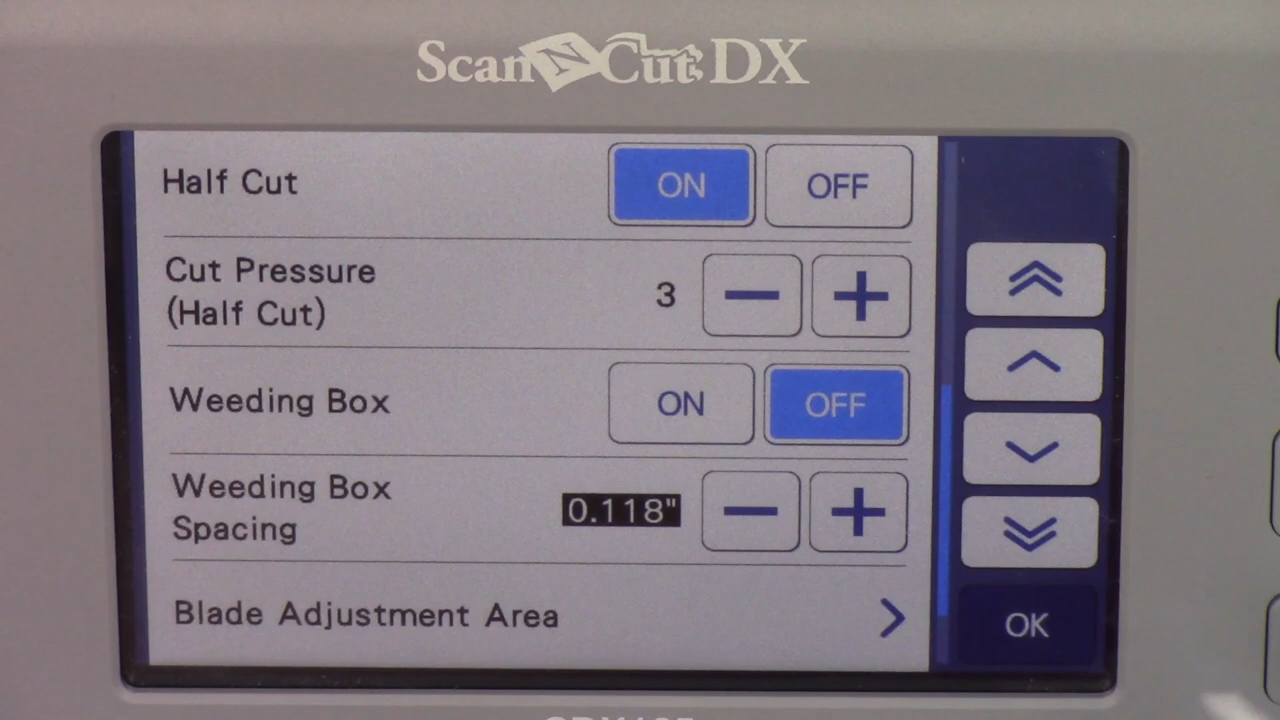 ScanNCut DX
Half Cut ON OFF
Cut Pressure
(Half Cut) 3
Weeding Box ON OFF
Weeding Box
Spacing 0.118"
Blade Adjustment Area
OK